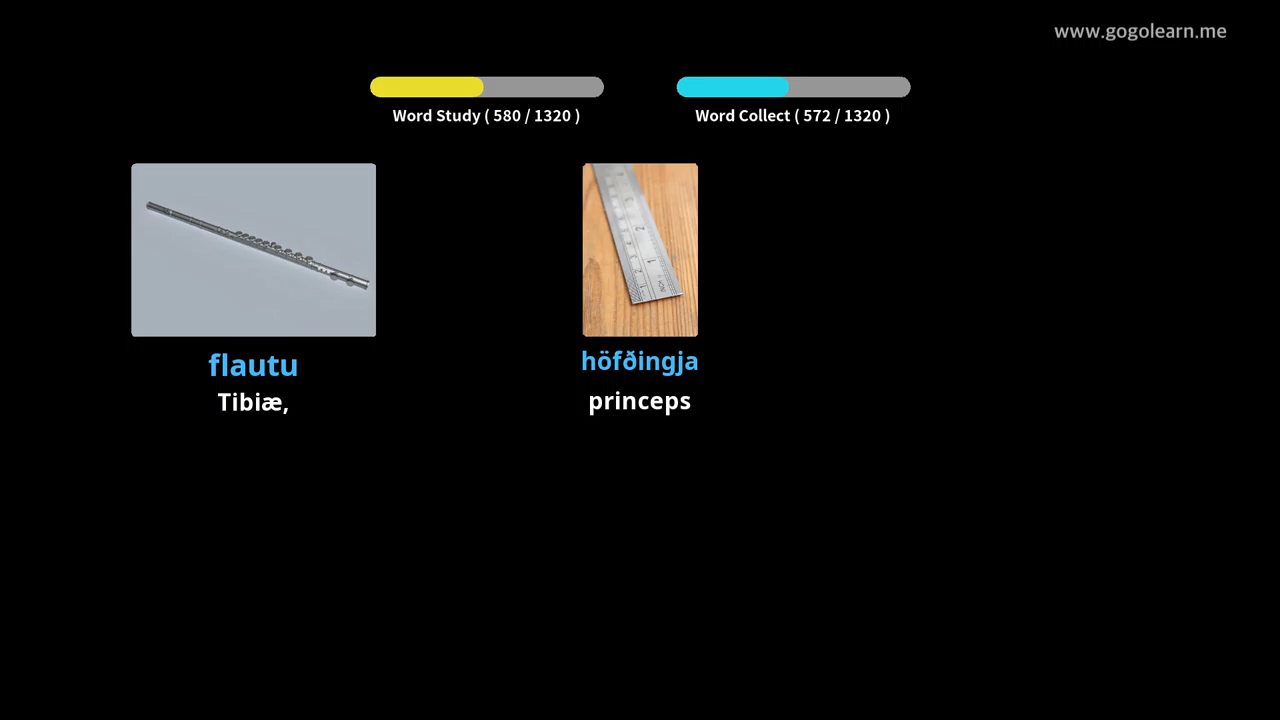 www.gogolearn.me
Word Study ( 580 / 1320 )
Word Collect ( 572 / 1320 )
flautu
Tibiæ,
höfðingja
princeps